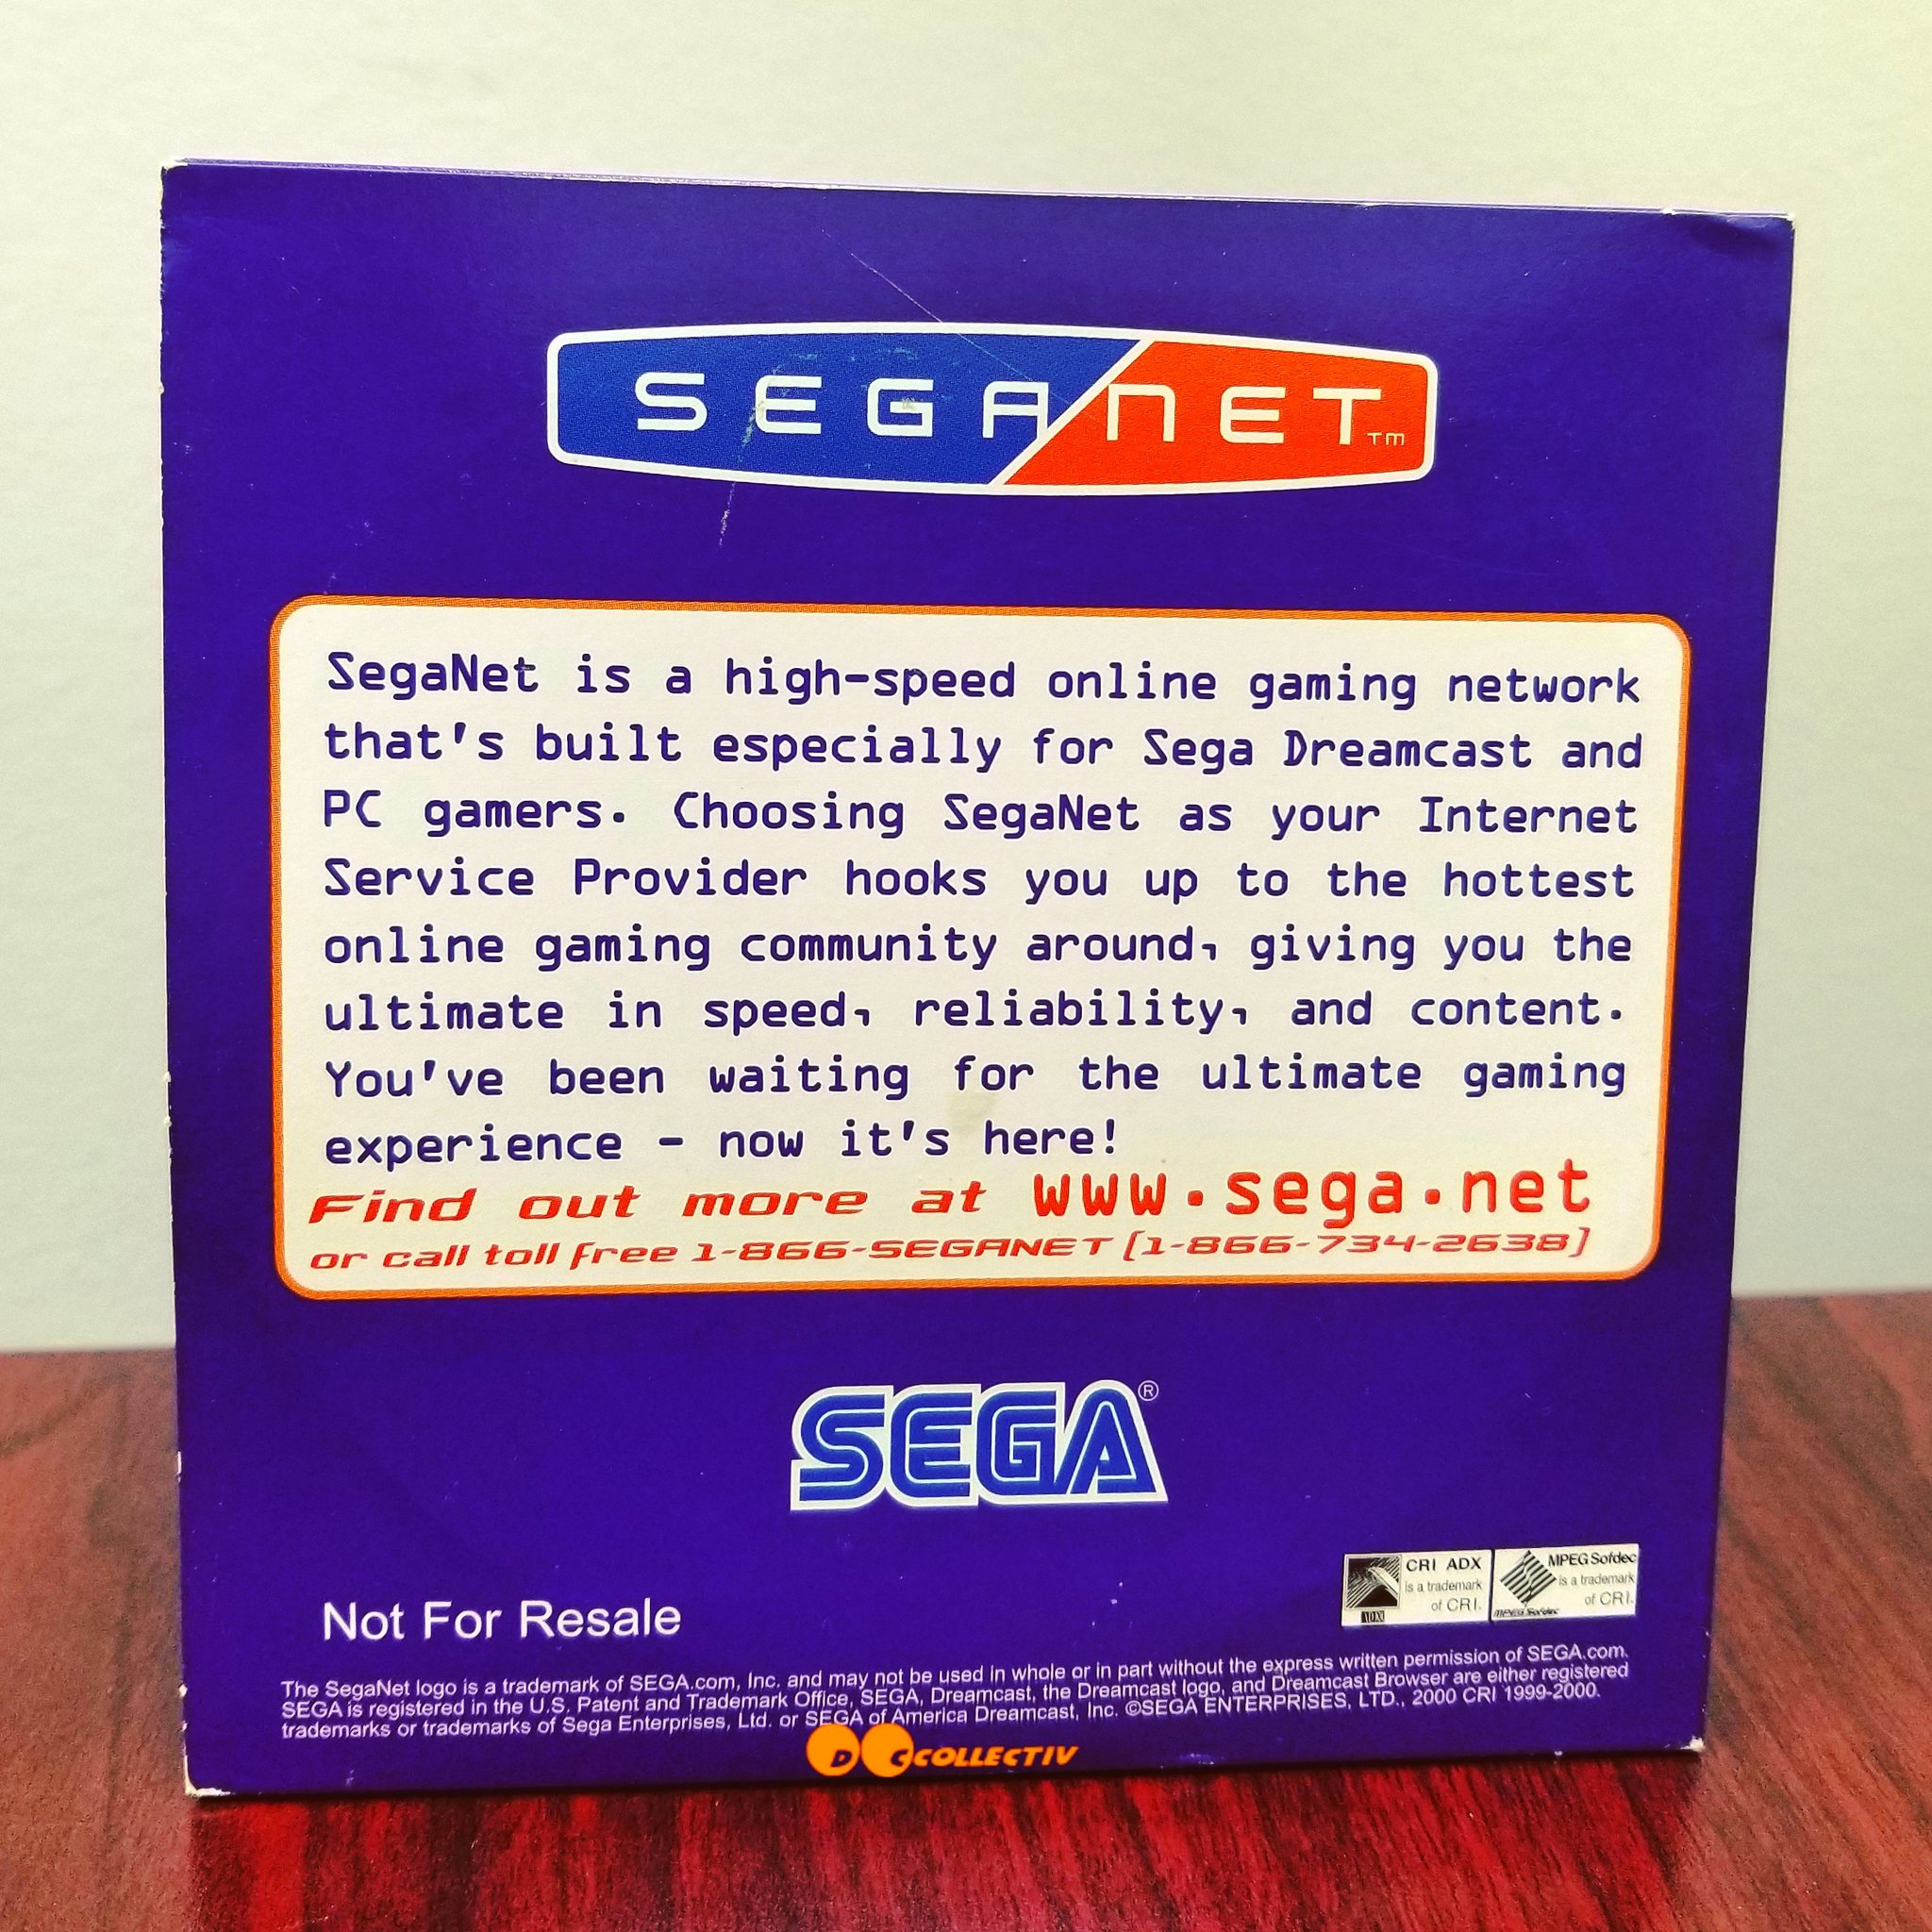 SEGANET™
SegaNet is a high-speed online gaming network
that's built especially for Sega Dreamcast and
PC gamers. Choosing SegaNet as your Internet
Service Provider hooks you up to the hottest
online gaming community around, giving you the
ultimate in speed, reliability, and content.
You've been waiting for the ultimate gaming
experience - now it's here!
Find out more at www.sega.net
or call toll free 1-866-SEGANET (1-866-734-2638)
SEGA®
CRI ADX
is a trademark
of CRI.
ADX
MPEG Sofdec
is a trademark
of CRI.
MPEG Sofdec
Not For Resale
The SegaNet logo is a trademark of SEGA.com, Inc. and may not be used in whole or in part without the express written permission of SEGA.com.
SEGA is registered in the U.S. Patent and Trademark Office, SEGA, Dreamcast, the Dreamcast logo, and Dreamcast Browser are either registered
trademarks or trademarks of Sega Enterprises, Ltd. or SEGA of America Dreamcast, Inc. ©SEGA ENTERPRISES, LTD., 2000 CRI 1999-2000.
DCCOLLECTIV